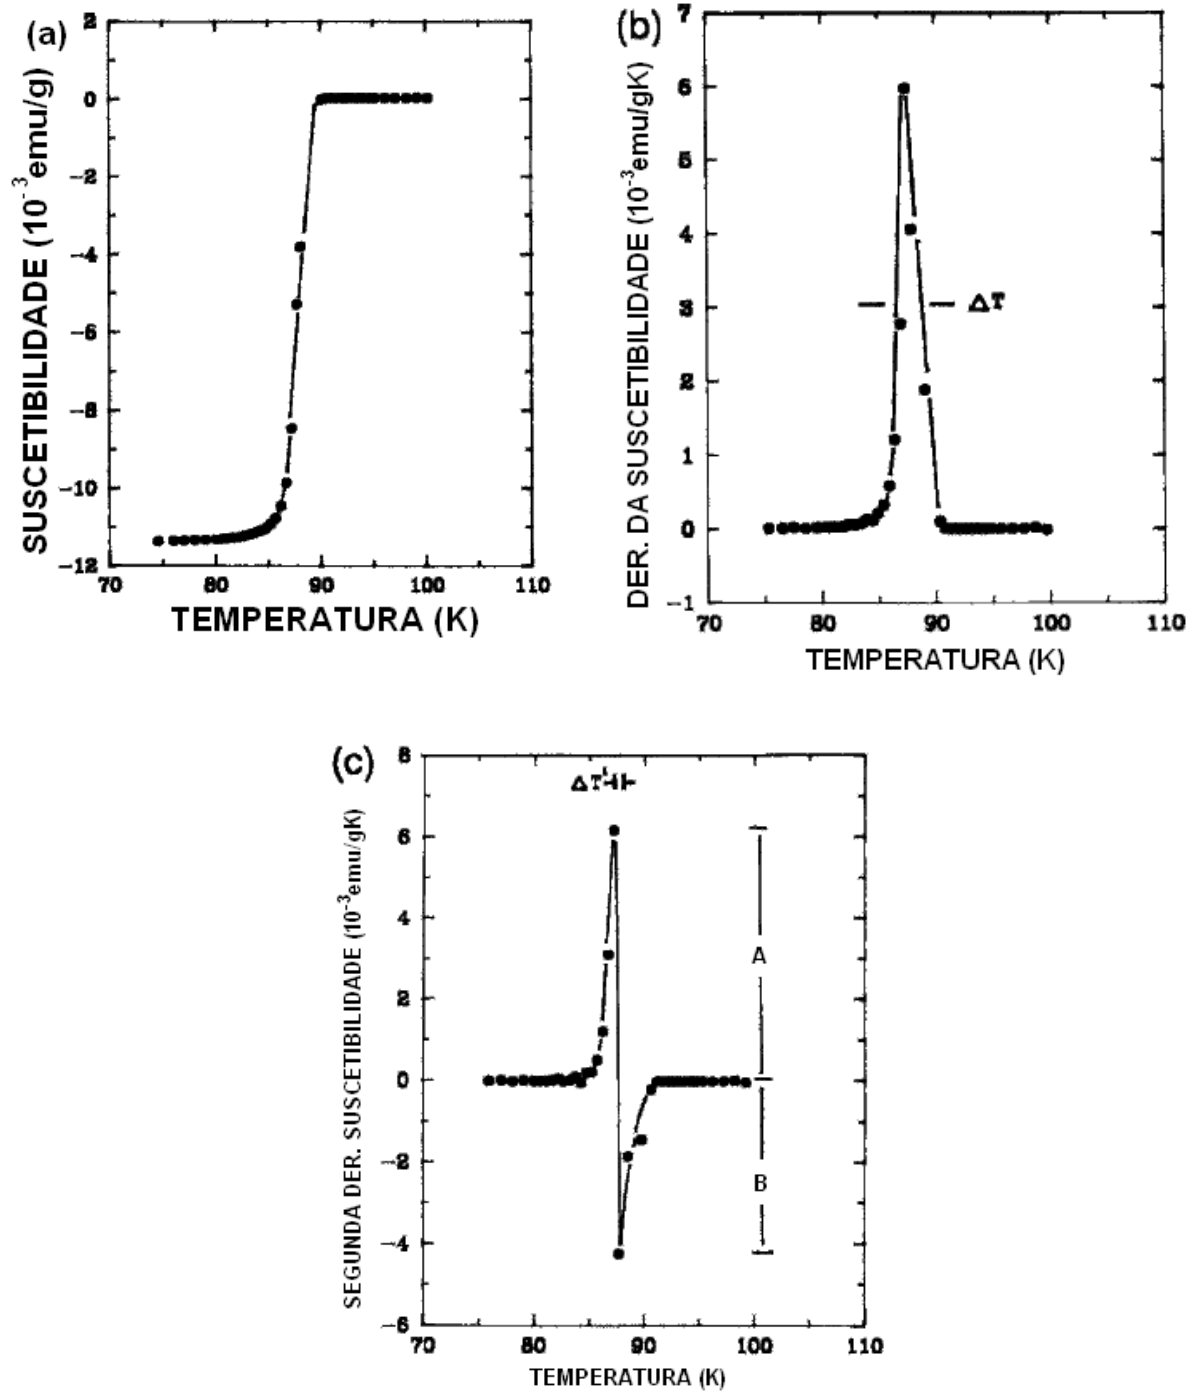 (a)
SUSCETIBILIDADE (10⁻³emu/g)
2
0
-2
-4
-6
-8
-10
-12
70 80 90 100 110
TEMPERATURA (K)
(b)
DER. DA SUSCETIBILIDADE (10⁻³emu/gK)
7
6
5
4
3
2
1
0
-1
ΔT
70 80 90 100 110
TEMPERATURA (K)
(c)
SEGUNDA DER. SUSCETIBILIDADE (10⁻³emu/gK)
8
6
4
2
0
-2
-4
-6
ΔT'
A
B
70 80 90 100 110
TEMPERATURA (K)